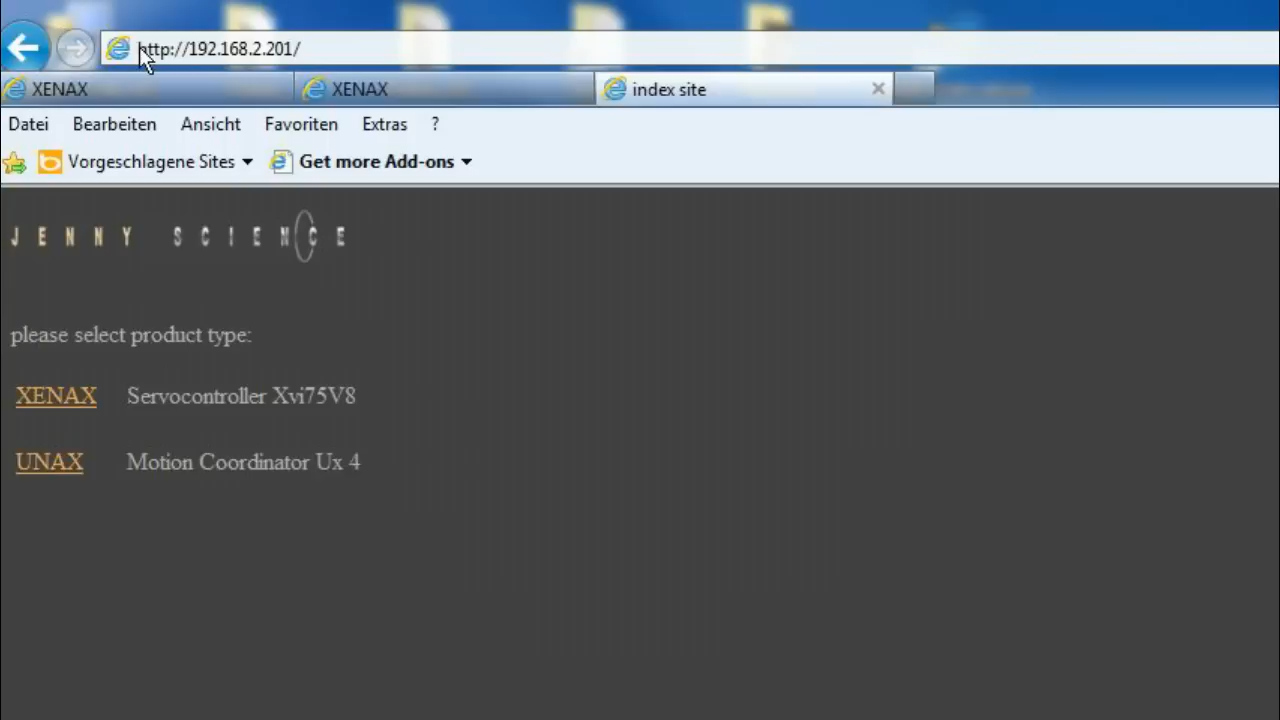 http://192.168.2.201/
XENAX XENAX index site
Datei Bearbeiten Ansicht Favoriten Extras ?
Vorgeschlagene Sites Get more Add-ons
JENNY SCIENCE
please select product type:
XENAX Servocontroller Xvi75V8
UNAX Motion Coordinator Ux 4